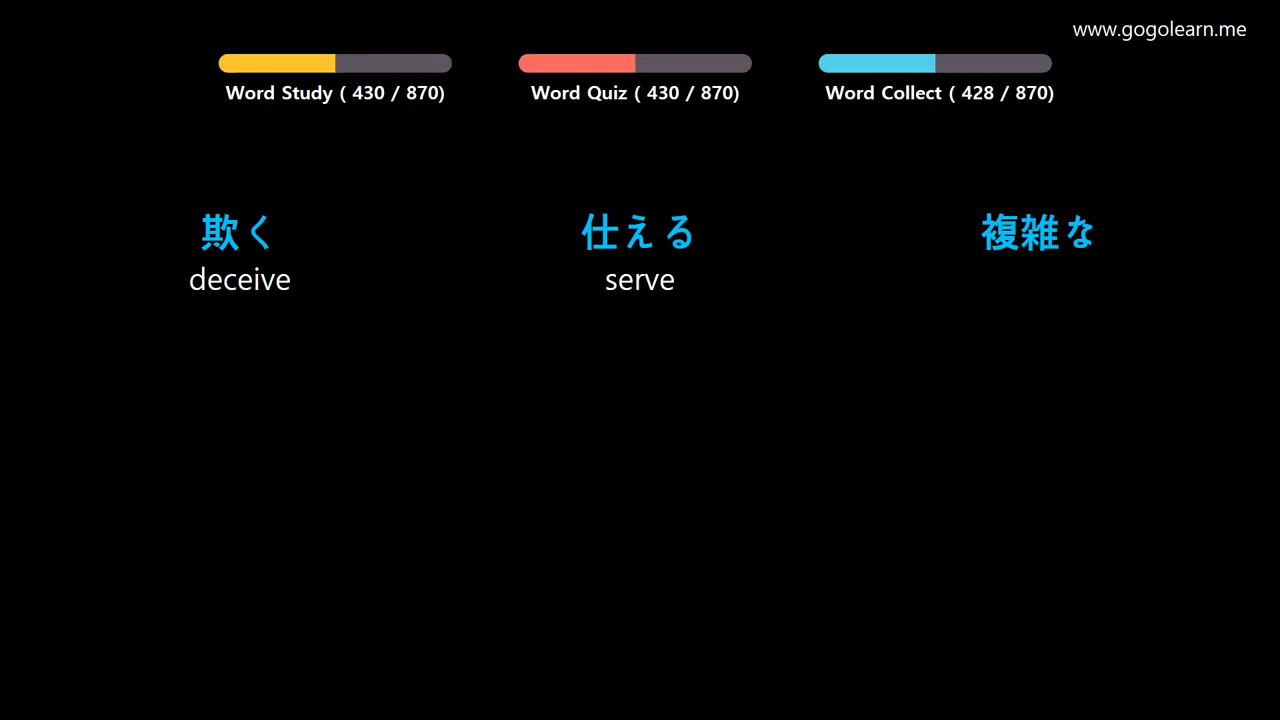 www.gogolearn.me
Word Study ( 430 / 870)
Word Quiz ( 430 / 870)
Word Collect ( 428 / 870)
欺く
deceive
仕える
serve
複雑な